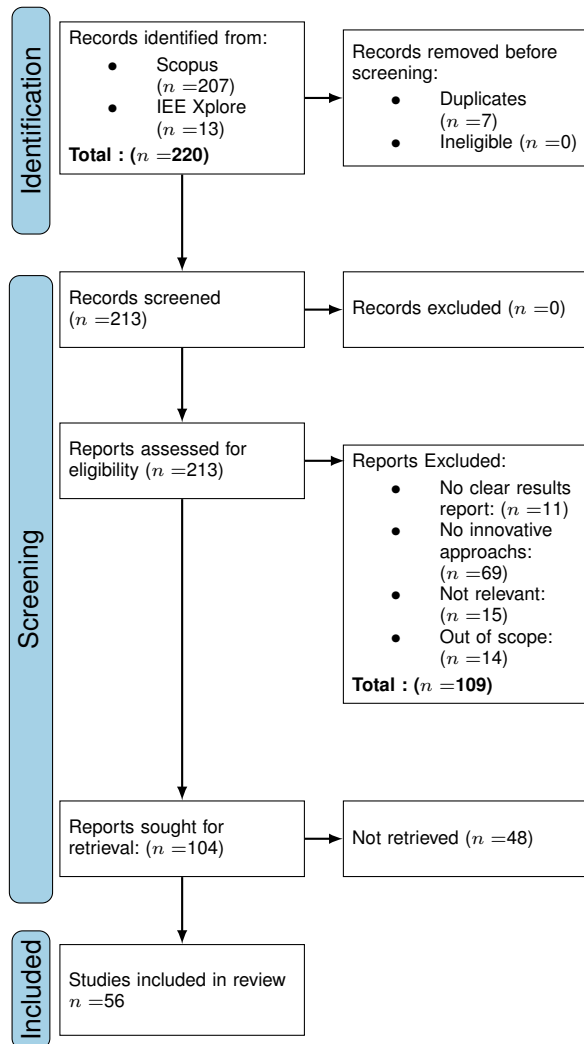 Identification
Records identified from:
● Scopus
(n =207)
● IEE Xplore
(n =13)
Total : (n =220)
Records removed before
screening:
● Duplicates
(n =7)
● Ineligible (n =0)
Screening
Records screened
(n =213)
Records excluded (n =0)
Reports assessed for
eligibility (n =213)
Reports Excluded:
● No clear results
report: (n =11)
● No innovative
approachs:
(n =69)
● Not relevant:
(n =15)
● Out of scope:
(n =14)
Total : (n =109)
Reports sought for
retrieval: (n =104)
Not retrieved (n =48)
Included
Studies included in review
n =56